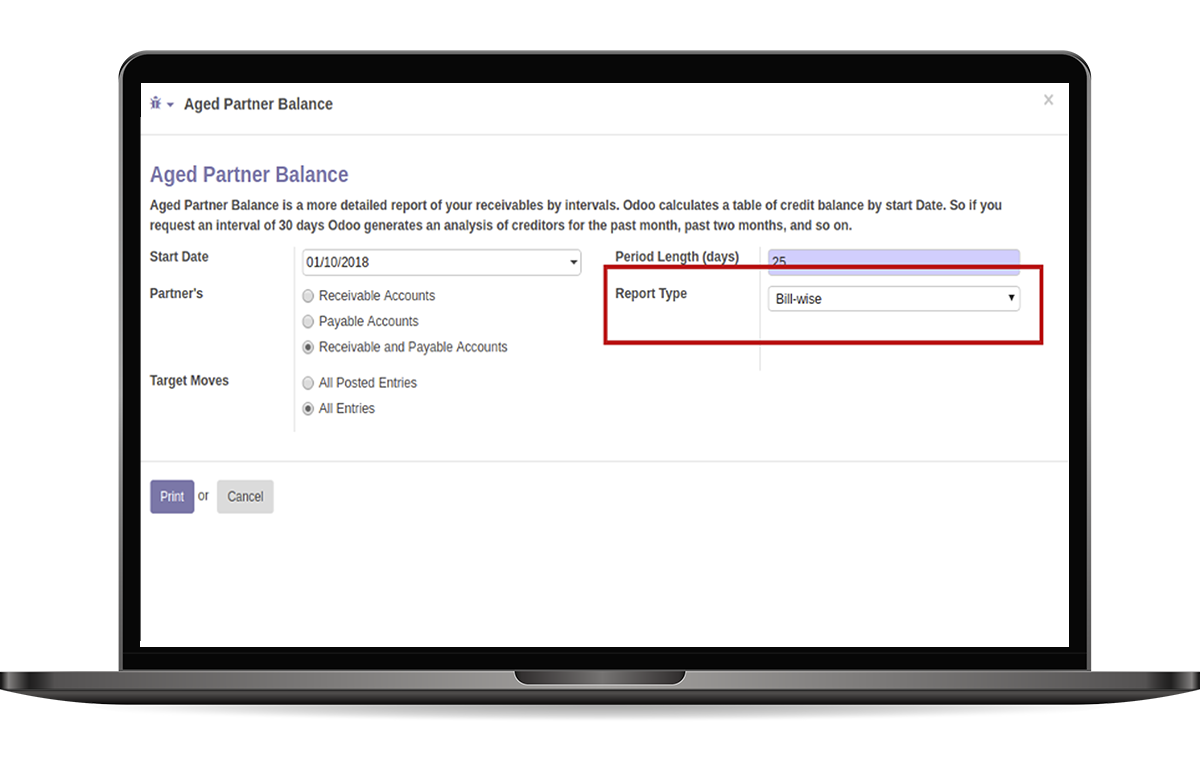 Aged Partner Balance
Aged Partner Balance
Aged Partner Balance is a more detailed report of your receivables by intervals. Odoo calculates a table of credit balance by start Date. So if you
request an interval of 30 days Odoo generates an analysis of creditors for the past month, past two months, and so on.
Start Date 01/10/2018 Period Length (days) 25
Partner's Receivable Accounts Report Type Bill-wise
Payable Accounts
Receivable and Payable Accounts
Target Moves All Posted Entries
All Entries
Print or Cancel